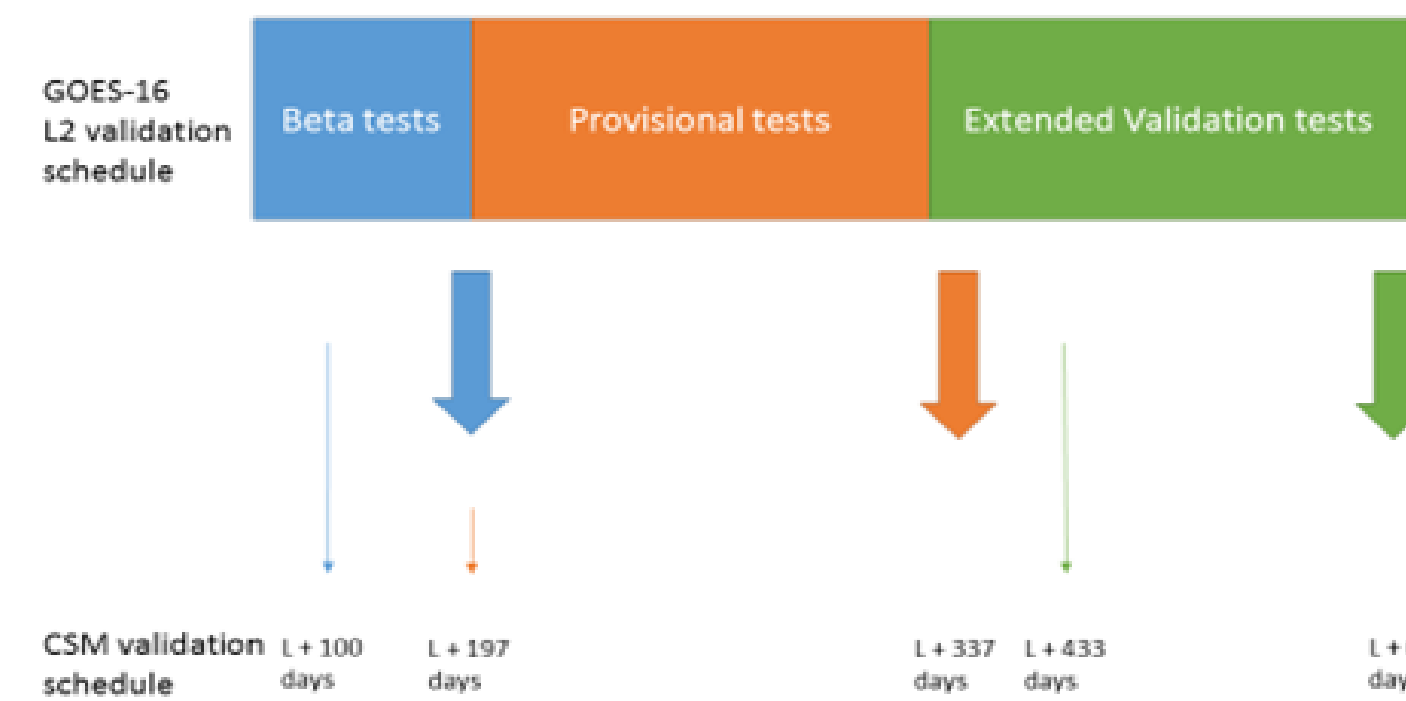 GOES-16
L2 validation
schedule
Beta tests
Provisional tests
Extended Validation tests
CSM validation
schedule
L + 100
days
L + 197
days
L + 337
days
L + 433
days
L +